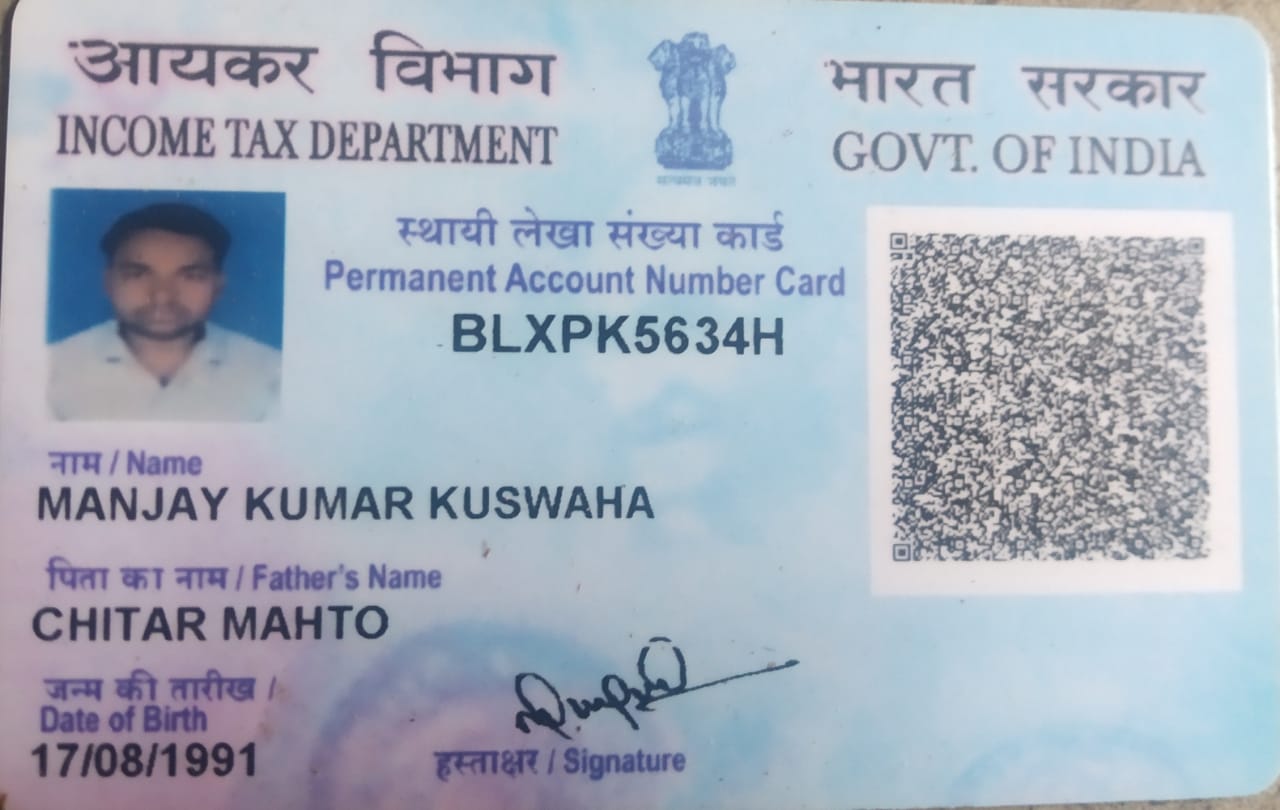 आयकर विभाग
INCOME TAX DEPARTMENT
भारत सरकार
GOVT. OF INDIA
सत्यमेव जयते
स्थायी लेखा संख्या कार्ड
Permanent Account Number Card
BLXPK5634H
नाम / Name
MANJAY KUMAR KUSWAHA
पिता का नाम / Father's Name
CHITAR MAHTO
जन्म की तारीख /
Date of Birth
17/08/1991
हस्ताक्षर / Signature